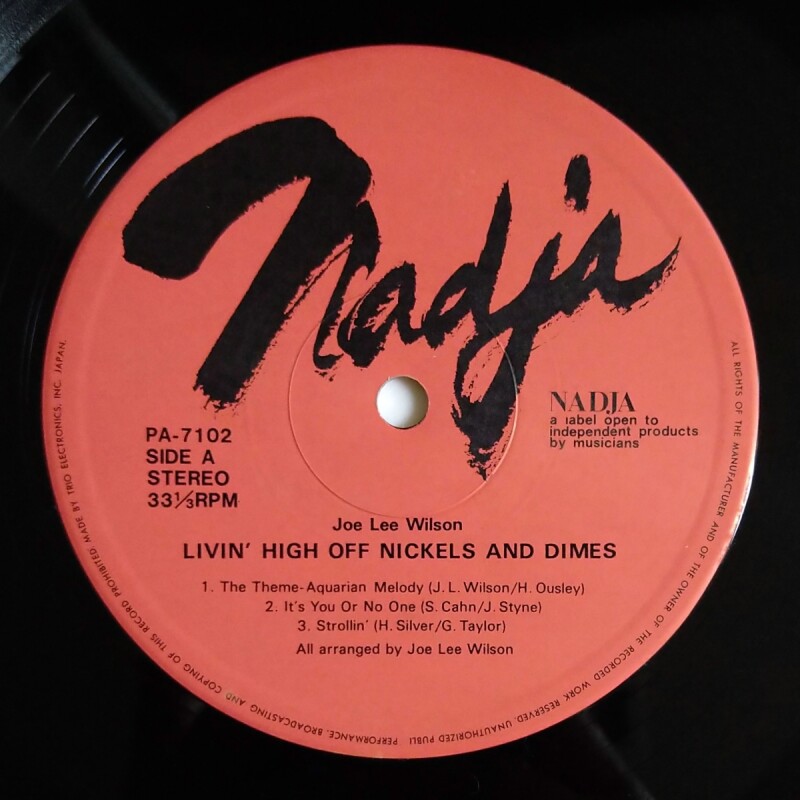 Nadja
NADJA
a label open to
independent products
by musicians
PA-7102
SIDE A
STEREO
33⅓RPM
Joe Lee Wilson
LIVIN' HIGH OFF NICKELS AND DIMES
1. The Theme-Aquarian Melody (J. L. Wilson/H. Ousley)
2. It's You Or No One (S. Cahn/J. Styne)
3. Strollin' (H. Silver/G. Taylor)
All arranged by Joe Lee Wilson
ALL RIGHTS OF THE MANUFACTURER AND OF THE OWNER OF THE RECORDED WORK RESERVED. UNAUTHORIZED PUBLI PERFORMANCE, BROADCASTING AND COPYING OF THIS RECORD PROHIBITED. MADE BY TRIO ELECTRONICS, INC. JAPAN.